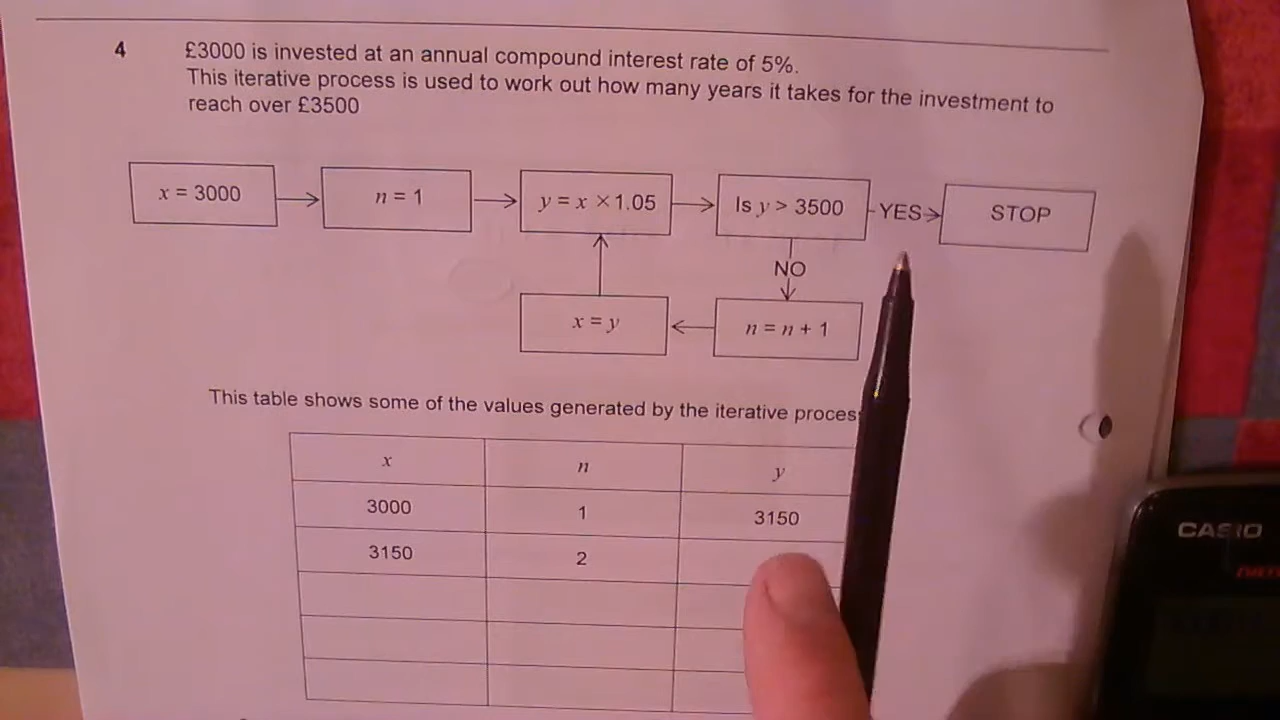 4 £3000 is invested at an annual compound interest rate of 5%.
This iterative process is used to work out how many years it takes for the investment to
reach over £3500
x = 3000
n = 1
y = x × 1.05
Is y > 3500
YES
STOP
NO
x = y
n = n + 1
This table shows some of the values generated by the iterative proces
x n y
3000 1 3150
3150 2
CASIO